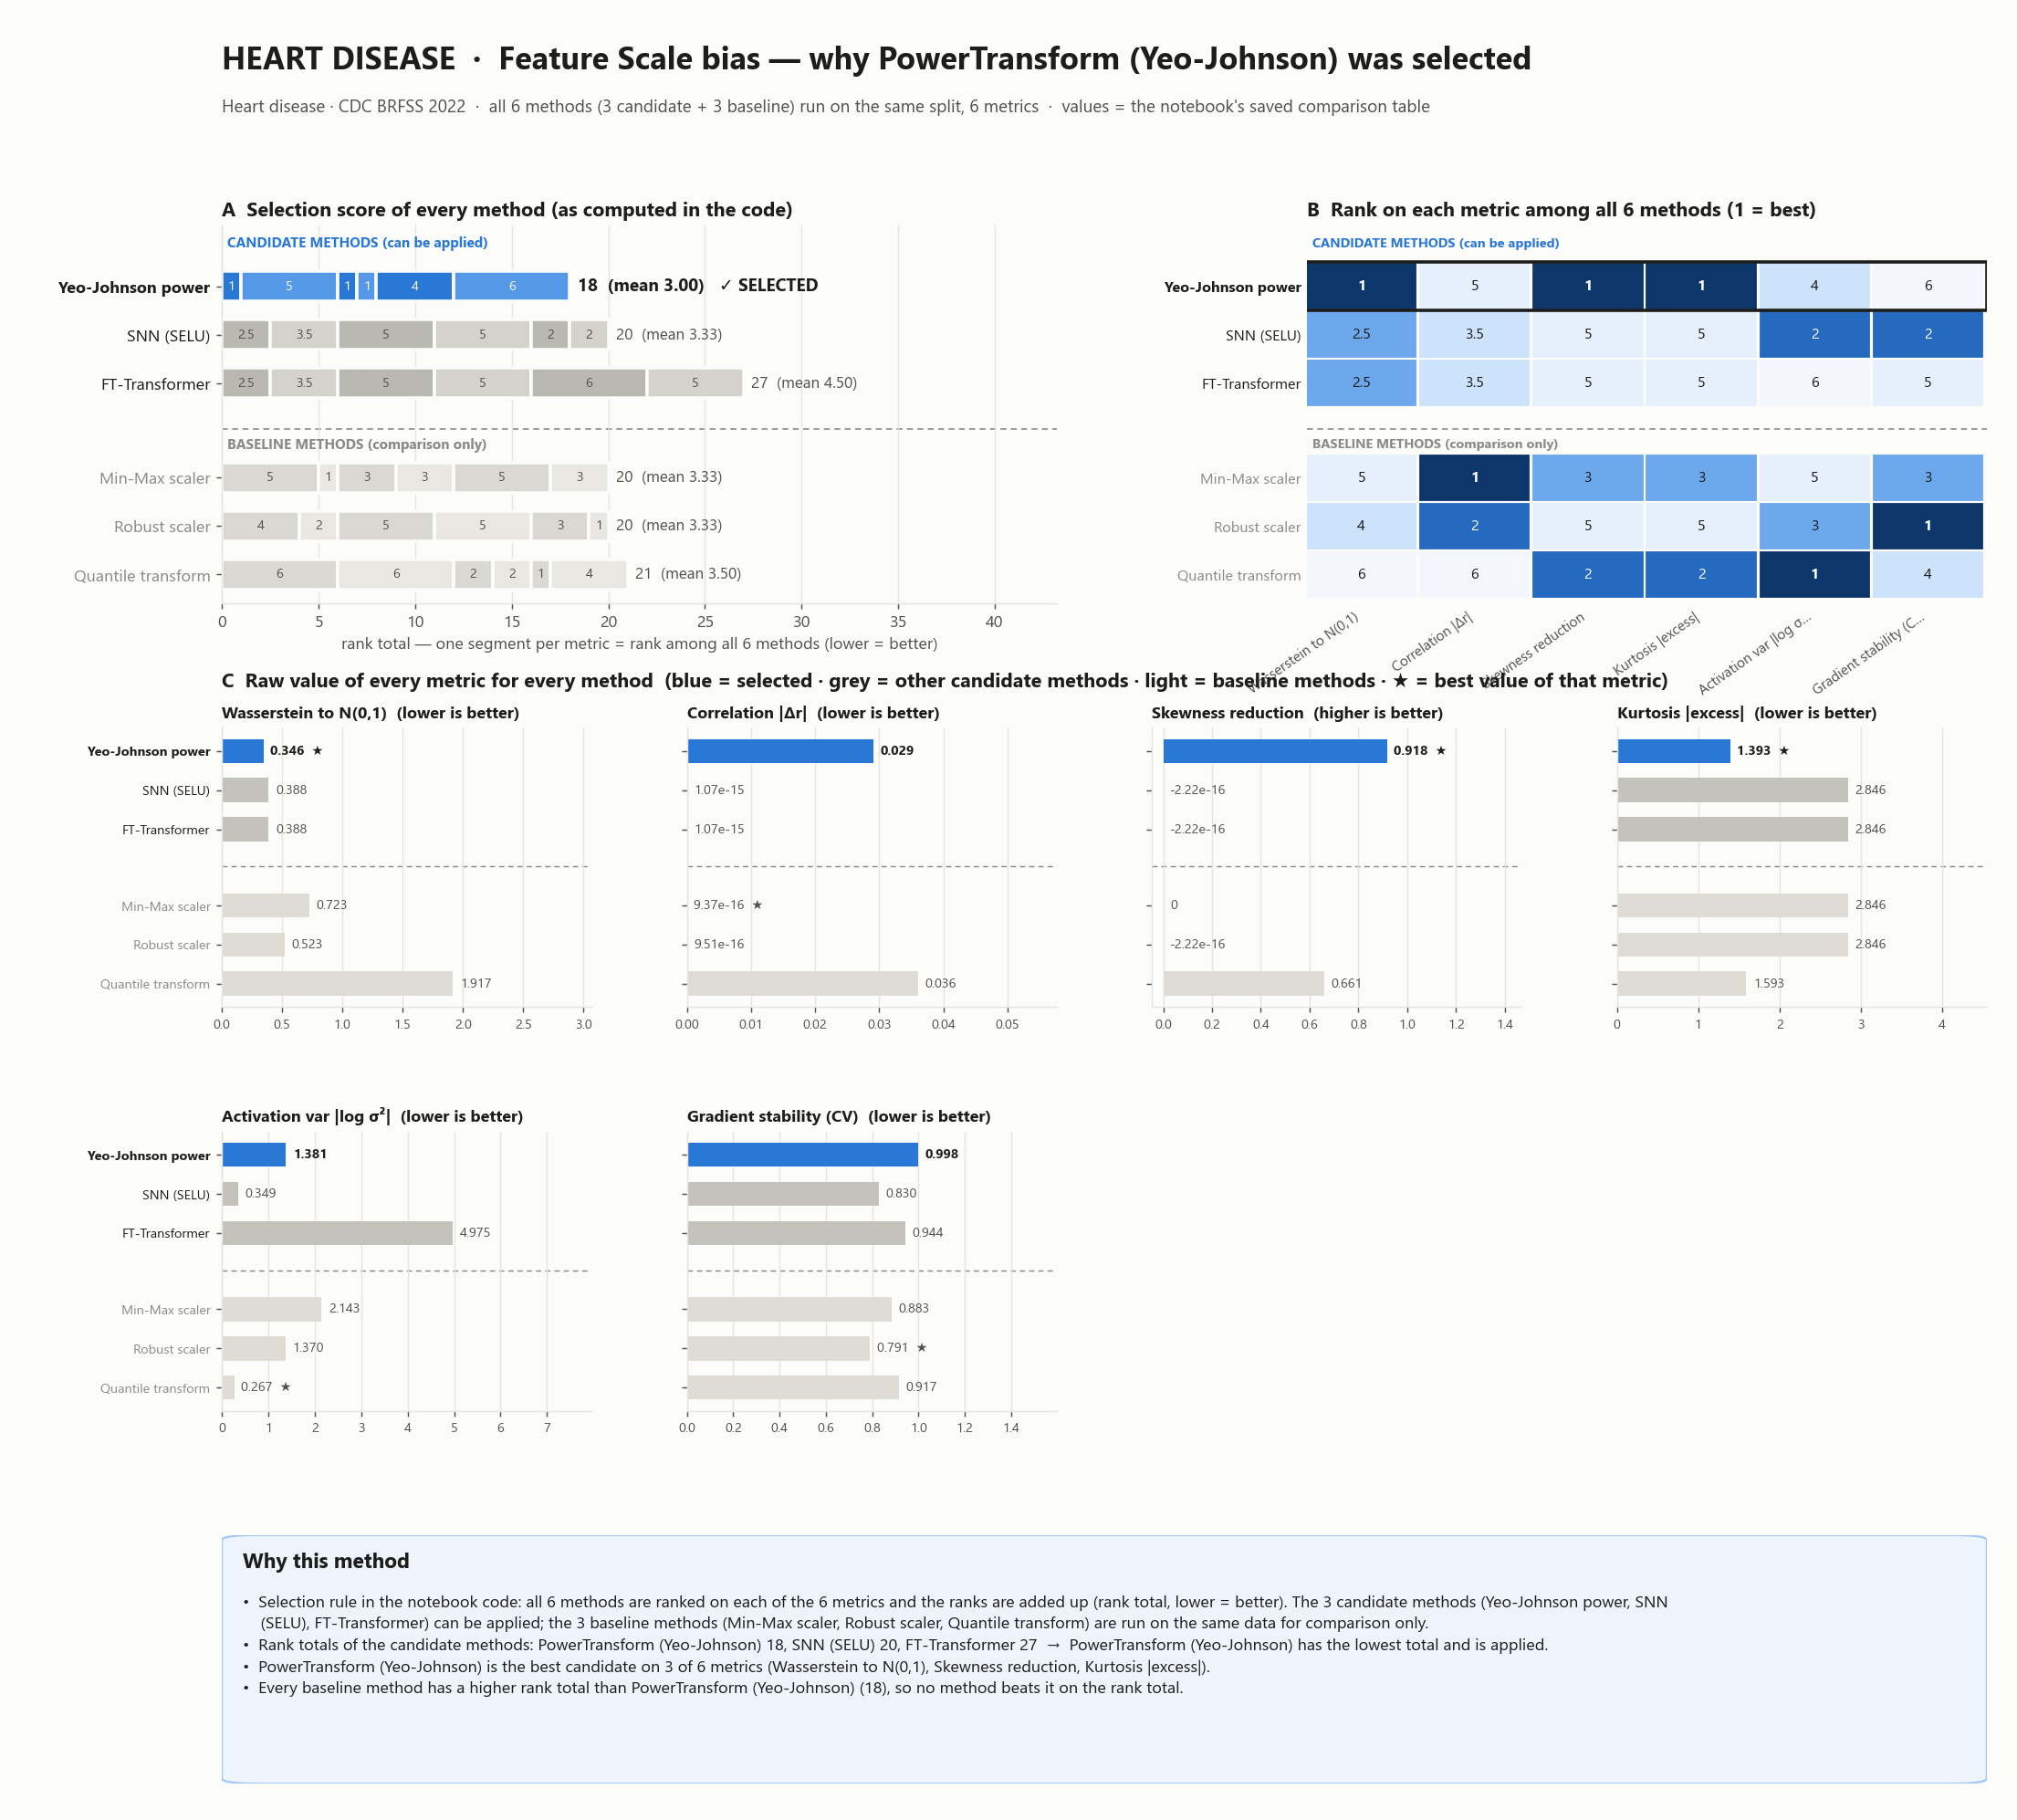 HEART DISEASE · Feature Scale bias — why PowerTransform (Yeo-Johnson) was selected
Heart disease · CDC BRFSS 2022 · all 6 methods (3 candidate + 3 baseline) run on the same split, 6 metrics · values = the notebook's saved comparison table
A Selection score of every method (as computed in the code)
CANDIDATE METHODS (can be applied)
Yeo-Johnson power 1 5 1 1 4 6 18 (mean 3.00) ✓ SELECTED
SNN (SELU) 2.5 3.5 5 5 2 2 20 (mean 3.33)
FT-Transformer 2.5 3.5 5 5 6 5 27 (mean 4.50)
BASELINE METHODS (comparison only)
Min-Max scaler 5 1 3 3 5 3 20 (mean 3.33)
Robust scaler 4 2 5 5 3 1 20 (mean 3.33)
Quantile transform 6 6 2 2 1 4 21 (mean 3.50)
0 5 10 15 20 25 30 35 40
rank total — one segment per metric = rank among all 6 methods (lower = better)
B Rank on each metric among all 6 methods (1 = best)
CANDIDATE METHODS (can be applied)
Yeo-Johnson power 1 5 1 1 4 6
SNN (SELU) 2.5 3.5 5 5 2 2
FT-Transformer 2.5 3.5 5 5 6 5
BASELINE METHODS (comparison only)
Min-Max scaler 5 1 3 3 5 3
Robust scaler 4 2 5 5 3 1
Quantile transform 6 6 2 2 1 4
Wasserstein to N(0,1)
Correlation |Δr|
Skewness reduction
Kurtosis |excess|
Activation var |log σ...
Gradient stability (C...
C Raw value of every metric for every method (blue = selected · grey = other candidate methods · light = baseline methods · ★ = best value of that metric)
Wasserstein to N(0,1) (lower is better)
Yeo-Johnson power 0.346 ★
SNN (SELU) 0.388
FT-Transformer 0.388
Min-Max scaler 0.723
Robust scaler 0.523
Quantile transform 1.917
0.0 0.5 1.0 1.5 2.0 2.5 3.0
Correlation |Δr| (lower is better)
0.029
1.07e-15
1.07e-15
9.37e-16 ★
9.51e-16
0.036
0.00 0.01 0.02 0.03 0.04 0.05
Skewness reduction (higher is better)
0.918 ★
-2.22e-16
-2.22e-16
0
-2.22e-16
0.661
0.0 0.2 0.4 0.6 0.8 1.0 1.2 1.4
Kurtosis |excess| (lower is better)
1.393 ★
2.846
2.846
2.846
2.846
1.593
0 1 2 3 4
Activation var |log σ²| (lower is better)
Yeo-Johnson power 1.381
SNN (SELU) 0.349
FT-Transformer 4.975
Min-Max scaler 2.143
Robust scaler 1.370
Quantile transform 0.267 ★
0 1 2 3 4 5 6 7
Gradient stability (CV) (lower is better)
0.998
0.830
0.944
0.883
0.791 ★
0.917
0.0 0.2 0.4 0.6 0.8 1.0 1.2 1.4
Why this method
• Selection rule in the notebook code: all 6 methods are ranked on each of the 6 metrics and the ranks are added up (rank total, lower = better). The 3 candidate methods (Yeo-Johnson power, SNN
(SELU), FT-Transformer) can be applied; the 3 baseline methods (Min-Max scaler, Robust scaler, Quantile transform) are run on the same data for comparison only.
• Rank totals of the candidate methods: PowerTransform (Yeo-Johnson) 18, SNN (SELU) 20, FT-Transformer 27 → PowerTransform (Yeo-Johnson) has the lowest total and is applied.
• PowerTransform (Yeo-Johnson) is the best candidate on 3 of 6 metrics (Wasserstein to N(0,1), Skewness reduction, Kurtosis |excess|).
• Every baseline method has a higher rank total than PowerTransform (Yeo-Johnson) (18), so no method beats it on the rank total.